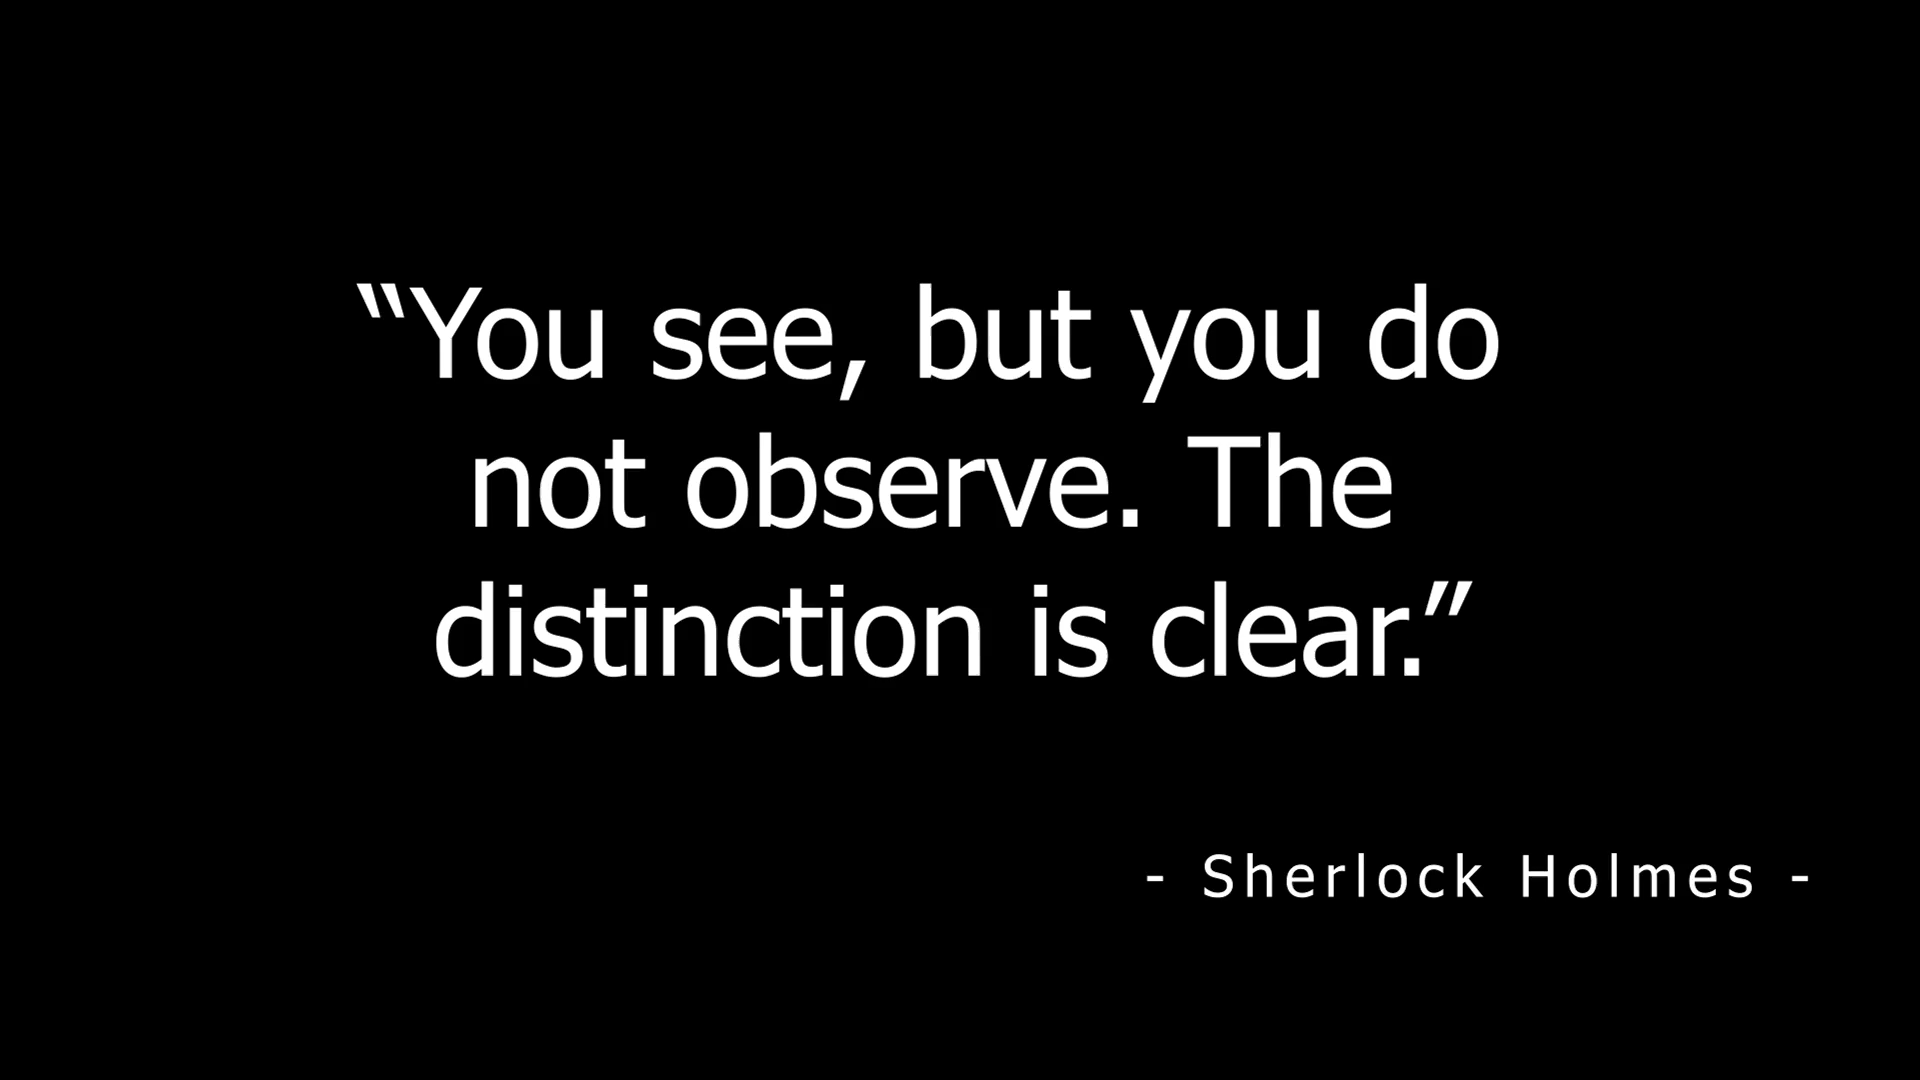 “You see, but you do
not observe. The
distinction is clear.”
- Sherlock Holmes -